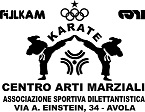 FIJLKAM
KARATE
CENTRO ARTI MARZIALI
ASSOCIAZIONE SPORTIVA DILETTANTISTICA
VIA A. EINSTEIN, 34 - AVOLA